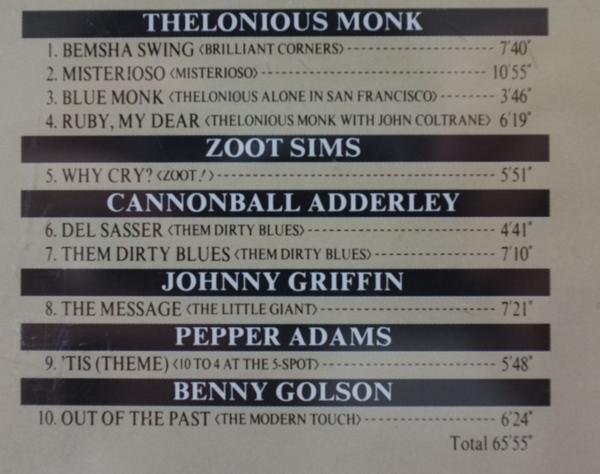 THELONIOUS MONK
1. BEMSHA SWING ‹BRILLIANT CORNERS› 7'40"
2. MISTERIOSO ‹MISTERIOSO› 10'55"
3. BLUE MONK ‹THELONIOUS ALONE IN SAN FRANCISCO› 3'46"
4. RUBY, MY DEAR ‹THELONIOUS MONK WITH JOHN COLTRANE› 6'19"
ZOOT SIMS
5. WHY CRY? ‹ZOOT!› 5'51"
CANNONBALL ADDERLEY
6. DEL SASSER ‹THEM DIRTY BLUES› 4'41"
7. THEM DIRTY BLUES ‹THEM DIRTY BLUES› 7'10"
JOHNNY GRIFFIN
8. THE MESSAGE ‹THE LITTLE GIANT› 7'21"
PEPPER ADAMS
9. 'TIS (THEME) ‹10 TO 4 AT THE 5-SPOT› 5'48"
BENNY GOLSON
10. OUT OF THE PAST ‹THE MODERN TOUCH› 6'24"
Total 65'55"